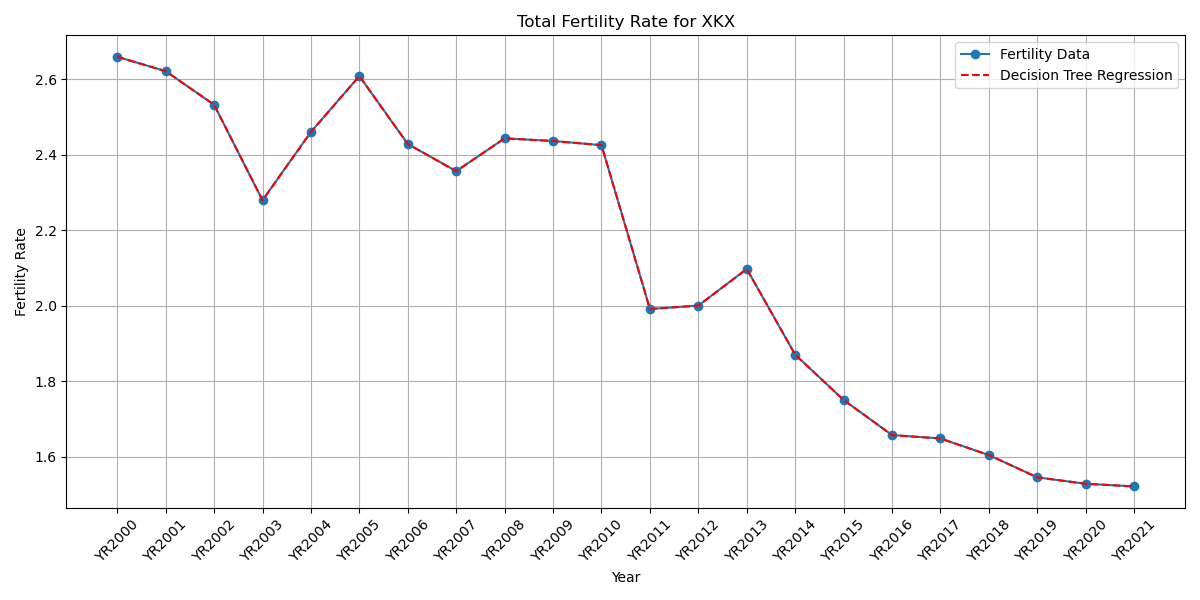 Total Fertility Rate for XKX
Fertility Data
Decision Tree Regression
Fertility Rate
2.6
2.4
2.2
2.0
1.8
1.6
YR2000
YR2001
YR2002
YR2003
YR2004
YR2005
YR2006
YR2007
YR2008
YR2009
YR2010
YR2011
YR2012
YR2013
YR2014
YR2015
YR2016
YR2017
YR2018
YR2019
YR2020
YR2021
Year